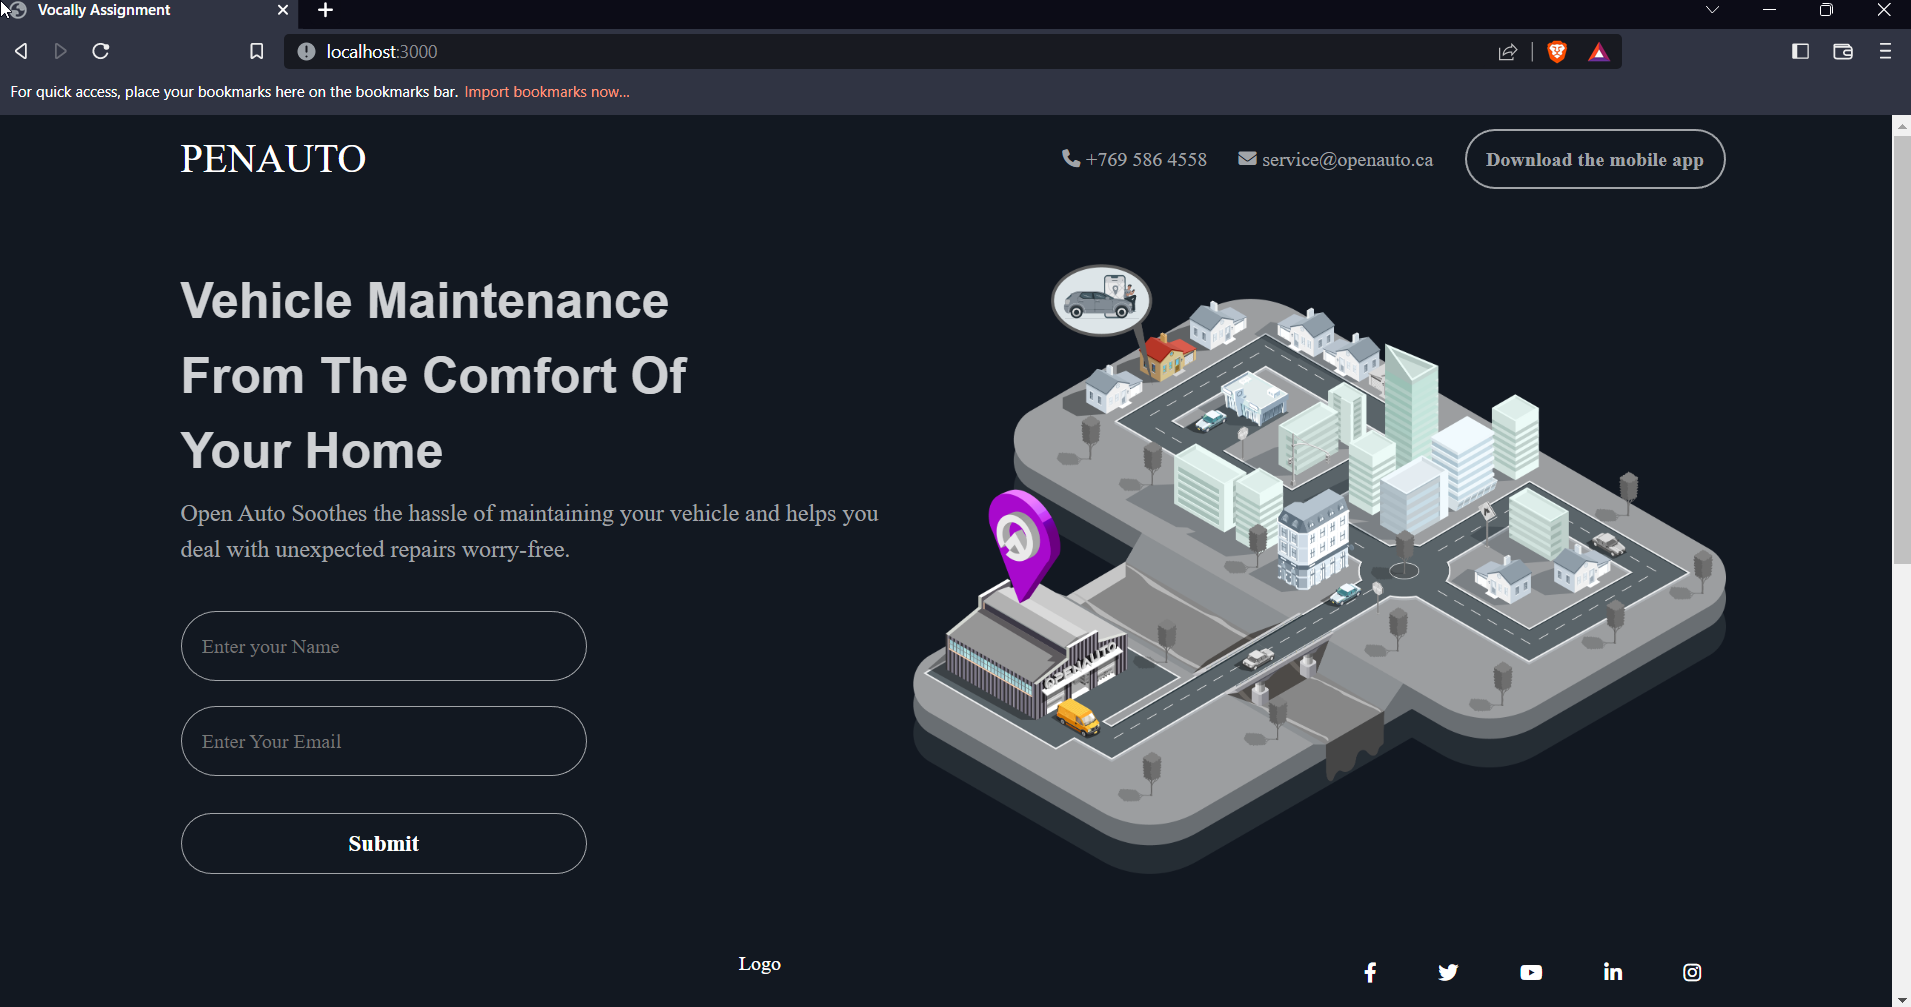 Vocally Assignment
localhost:3000
For quick access, place your bookmarks here on the bookmarks bar. Import bookmarks now...
PENAUTO
+769 586 4558
service@openauto.ca
Download the mobile app
Vehicle Maintenance
From The Comfort Of
Your Home
Open Auto Soothes the hassle of maintaining your vehicle and helps you
deal with unexpected repairs worry-free.
OPENAUTO
Enter your Name
Enter Your Email
Submit
Logo